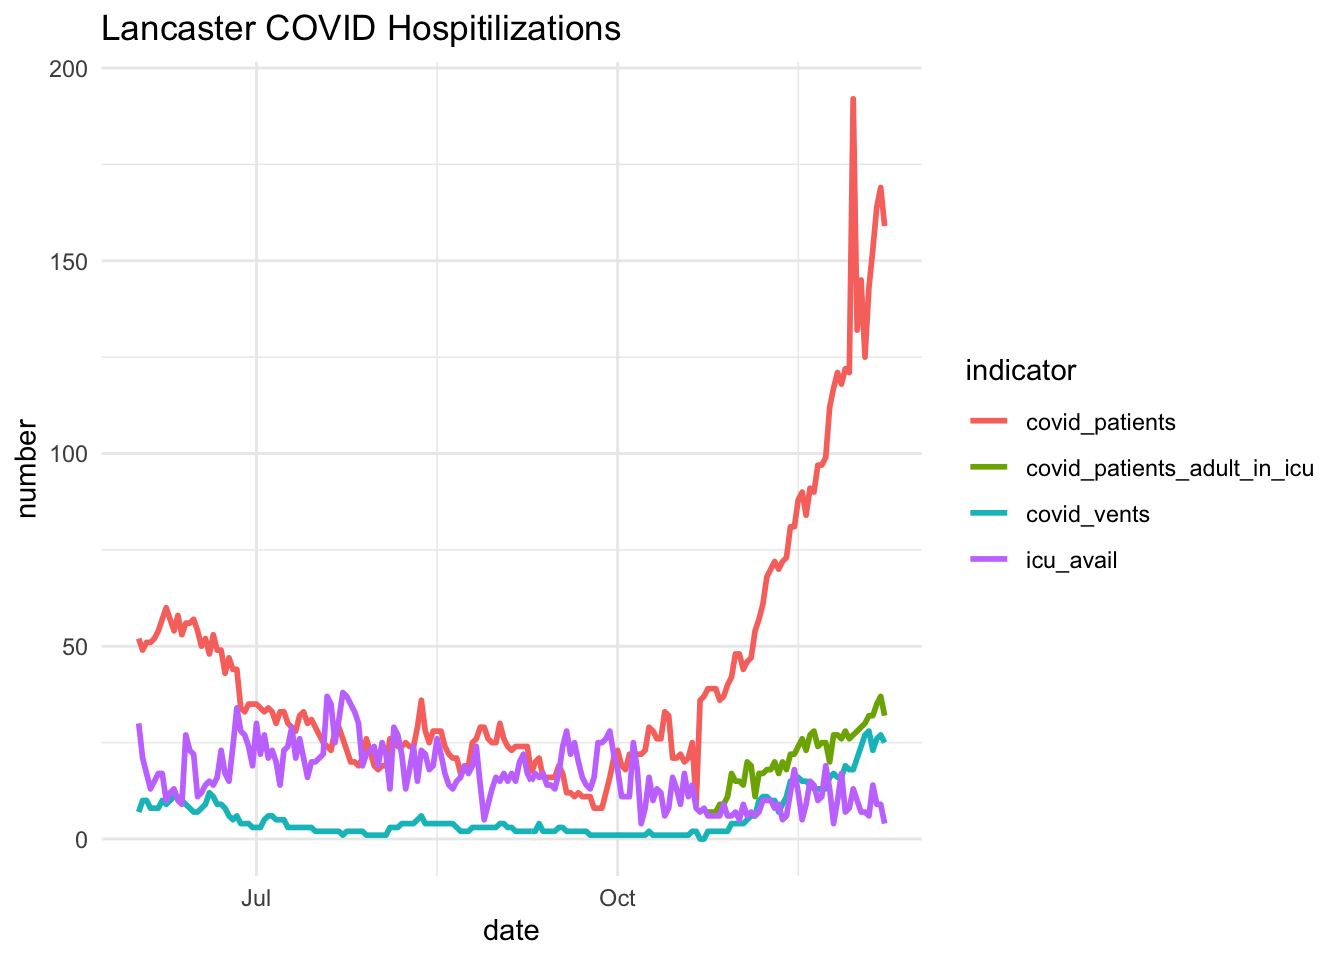 Lancaster COVID Hospitilizations
200
150
100
50
0
number
Jul
Oct
date
indicator
covid_patients
covid_patients_adult_in_icu
covid_vents
icu_avail